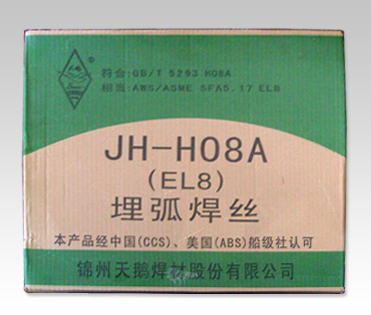 符合:GB/T 5293 H08A
相当:AWS/ASME SFA5.17 EL8
JH-H08A
(EL8)
埋弧焊丝
本产品经中国(CCS)、美国(ABS)船级社认可
锦州天鹅焊材股份有限公司